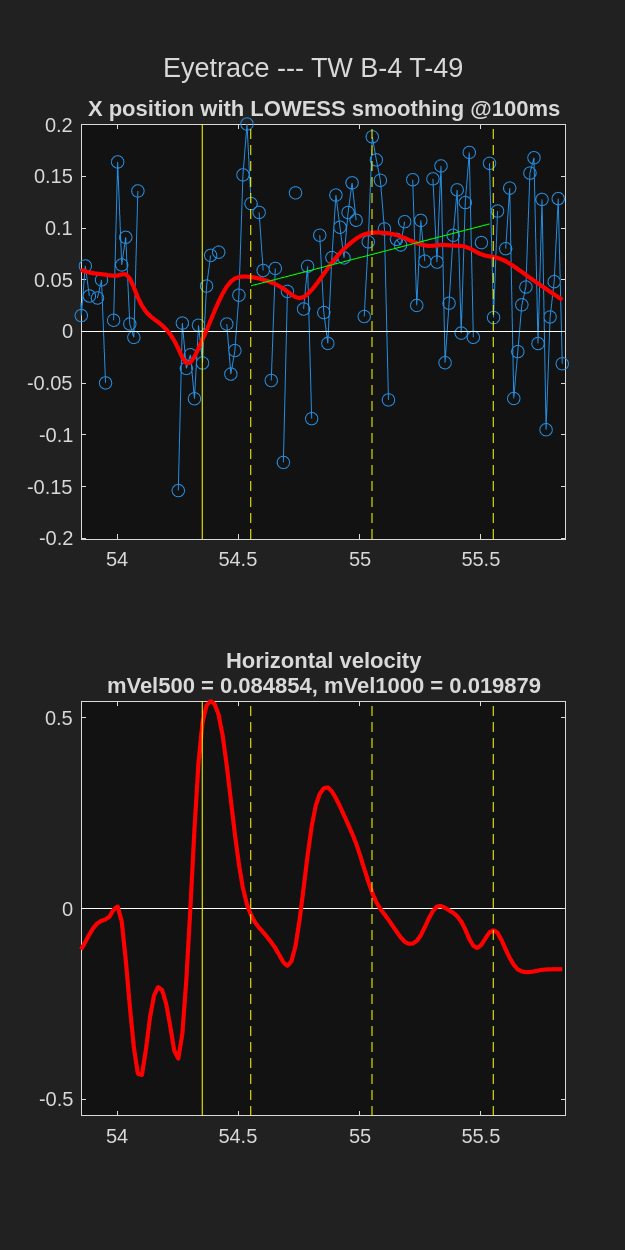 Eyetrace --- TW B-4 T-49
X position with LOWESS smoothing @100ms
0.2
0.15
0.1
0.05
0
-0.05
-0.1
-0.15
-0.2
54 54.5 55 55.5
Horizontal velocity
mVel500 = 0.084854, mVel1000 = 0.019879
0.5
0
-0.5
54 54.5 55 55.5